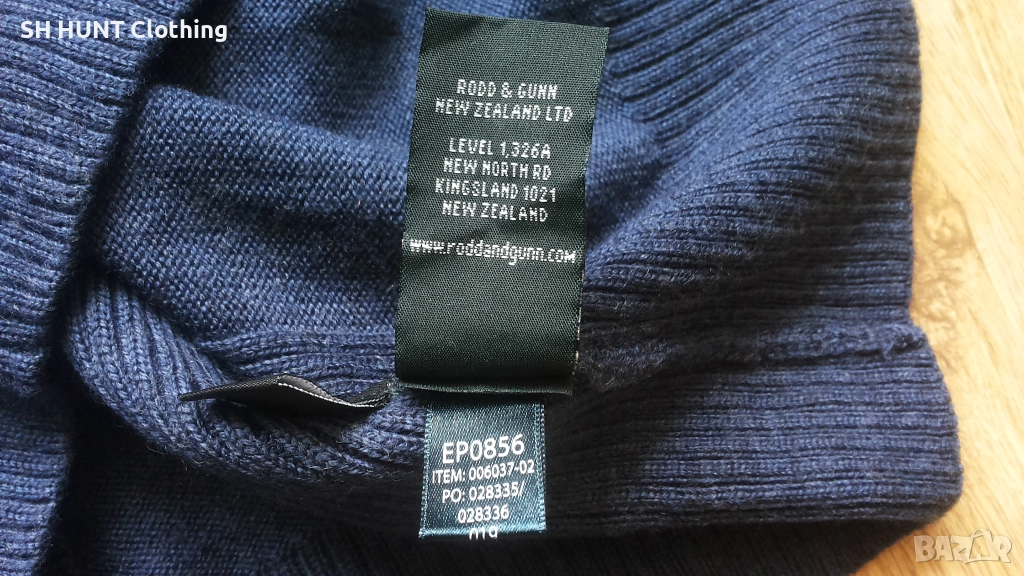 SH HUNT Clothing
RODD & GUNN
NEW ZEALAND LTD
LEVEL 1,326A
NEW NORTH RD
KINGSLAND 1021
NEW ZEALAND
www.roddandgunn.com
EP0856
ITEM: 006037-02
PO: 028335/
028336
BAZAR